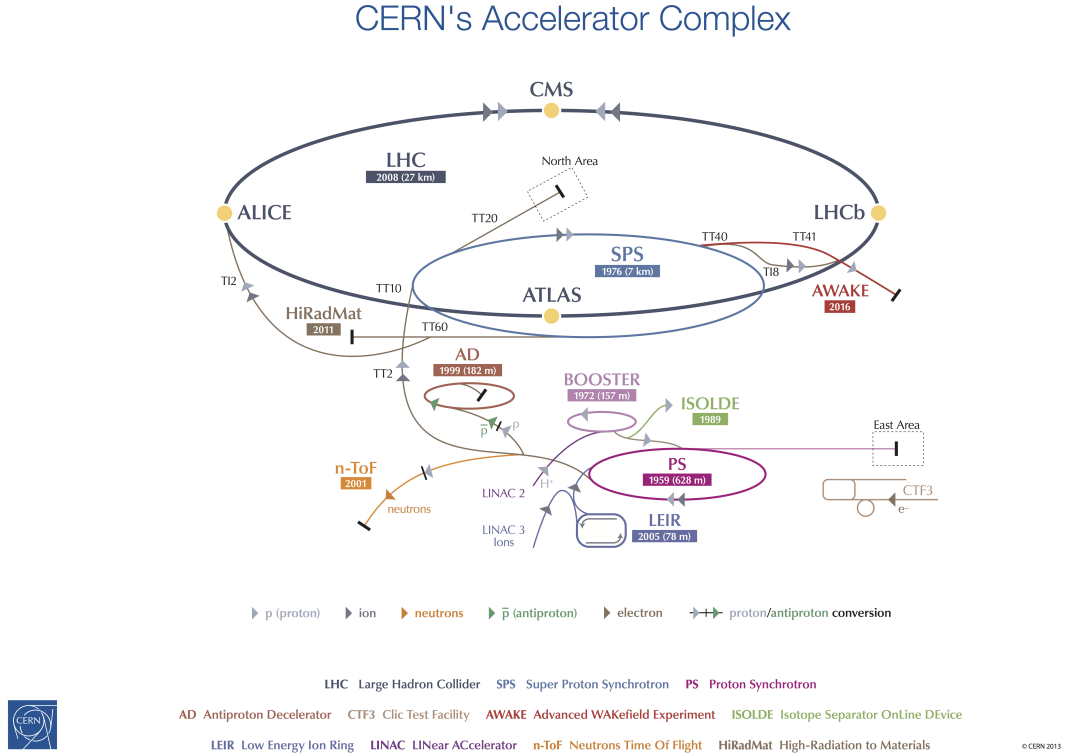 CERN's Accelerator Complex
CMS
LHC
2008 (27 km)
North Area
ALICE
LHCb
TT20
TT40
TT41
SPS
1976 (7 km)
TI8
TI2
TT10
ATLAS
AWAKE
2016
HiRadMat
2011
TT60
AD
1999 (182 m)
TT2
BOOSTER
1972 (157 m)
ISOLDE
1989
p̅
p
East Area
n-ToF
2001
PS
1959 (628 m)
H⁺
LINAC 2
neutrons
CTF3
e⁻
LEIR
2005 (78 m)
LINAC 3
Ions
p (proton) ion neutrons p̅ (antiproton) electron proton/antiproton conversion
LHC Large Hadron Collider SPS Super Proton Synchrotron PS Proton Synchrotron
AD Antiproton Decelerator CTF3 Clic Test Facility AWAKE Advanced WAKefield Experiment ISOLDE Isotope Separator OnLine DEvice
LEIR Low Energy Ion Ring LINAC LINear ACcelerator n-ToF Neutrons Time Of Flight HiRadMat High-Radiation to Materials
CERN
© CERN 2013